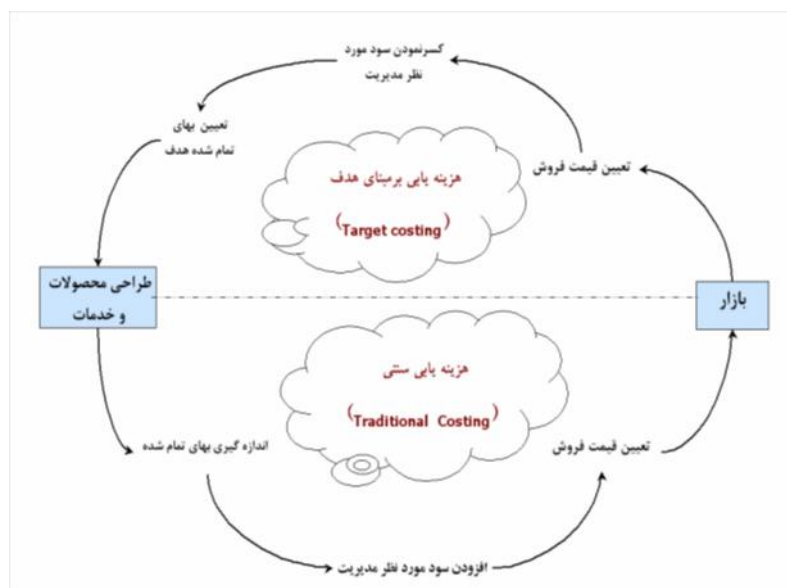 کسرنمودن سود مورد
نظر مدیریت
تعیین بهای
تمام شده هدف
تعیین قیمت فروش
هزینه یابی برمبنای هدف
(Target costing)
طراحی محصولات
و خدمات
بازار
هزینه یابی سنتی
(Traditional Costing)
اندازه گیری بهای تمام شده
تعیین قیمت فروش
افزودن سود مورد نظر مدیریت